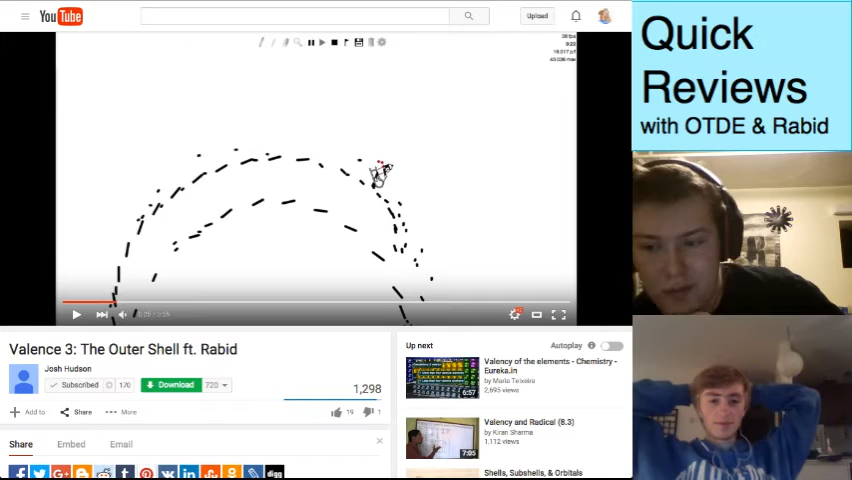 YouTube
Upload
Quick
Reviews
with OTDE & Rabid
Valence 3: The Outer Shell ft. Rabid
Josh Hudson
Subscribed 170
Download 720
1,298
Add to
Share
More
19
1
Share
Embed
Email
Up next
Autoplay
Valency of the elements - Chemistry -
Eureka.in
by Maria Teixeira
2,695 views
6:57
Valency and Radical (8.3)
by Kiran Sharma
1,112 views
7:05
Shells, Subshells, & Orbitals
digg